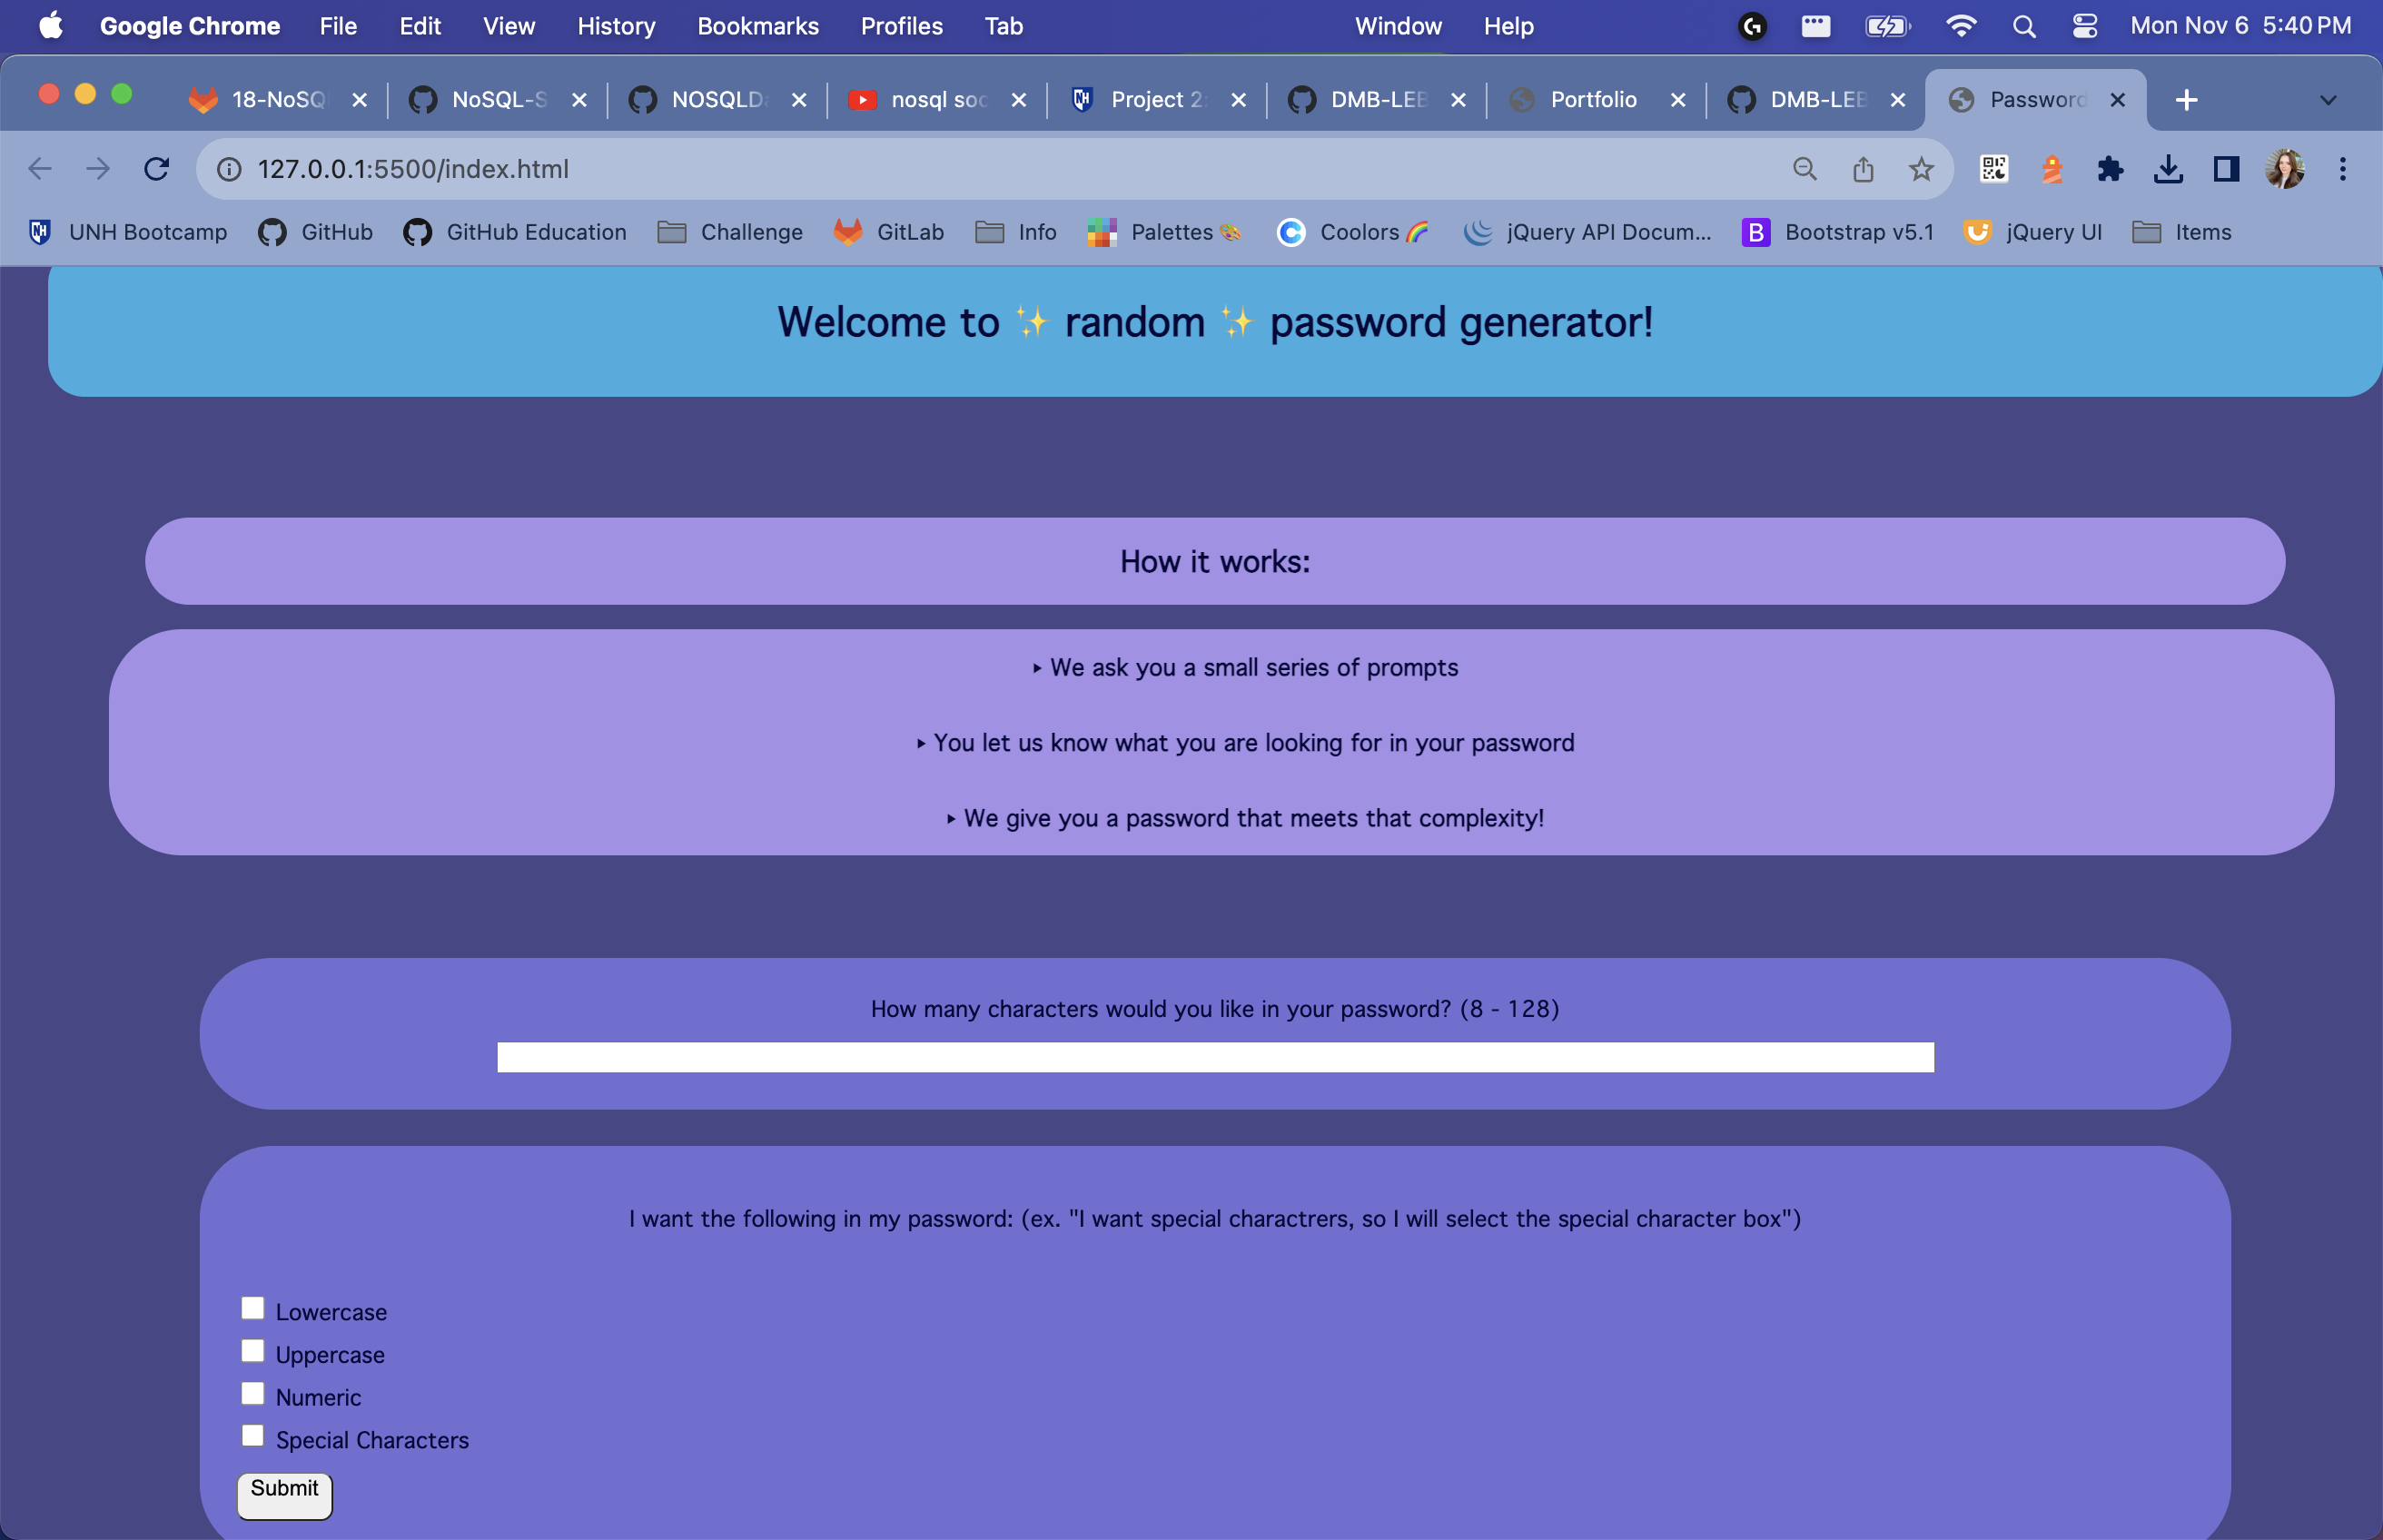 Google Chrome File Edit View History Bookmarks Profiles Tab Window Help Mon Nov 6 5:40 PM
18-NoSQ NoSQL-S NOSQLDa nosql soc Project 2: DMB-LEB Portfolio DMB-LEB Password
127.0.0.1:5500/index.html
UNH Bootcamp GitHub GitHub Education Challenge GitLab Info Palettes🎨 Coolors🌈 jQuery API Docum... B Bootstrap v5.1 jQuery UI Items
Welcome to ✨ random ✨ password generator!
How it works:
‣ We ask you a small series of prompts
‣ You let us know what you are looking for in your password
‣ We give you a password that meets that complexity!
How many characters would you like in your password? (8 - 128)
I want the following in my password: (ex. "I want special charactrers, so I will select the special character box")
Lowercase
Uppercase
Numeric
Special Characters
Submit